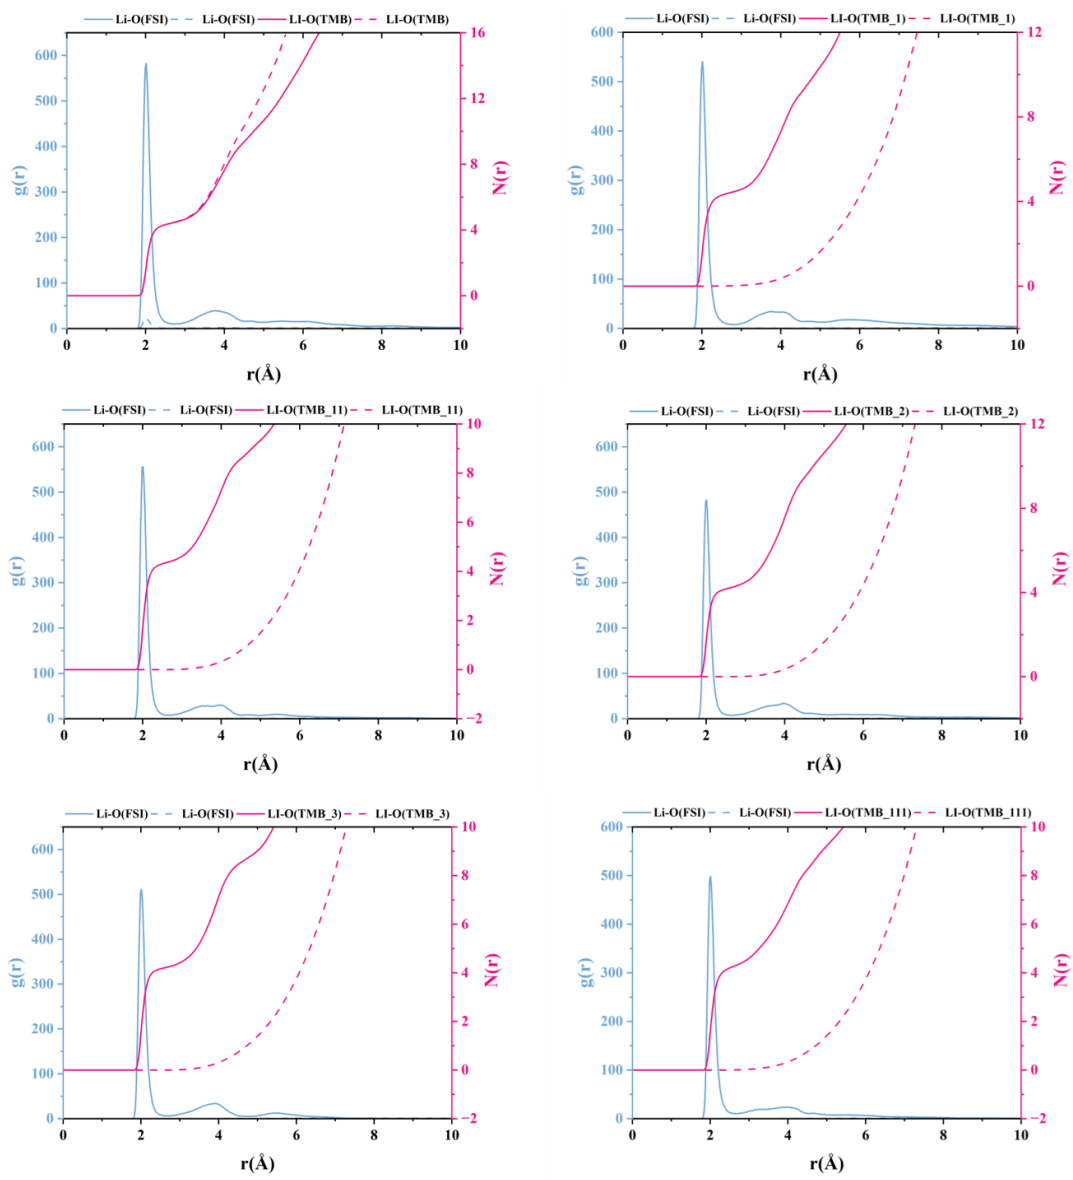 Li-O(FSI) Li-O(FSI) LI-O(TMB) LI-O(TMB)
600
500
400
300
200
100
0
g(r)
16
12
8
4
0
N(r)
0 2 4 6 8 10
r(Å)
Li-O(FSI) Li-O(FSI) LI-O(TMB_1) LI-O(TMB_1)
600
500
400
300
200
100
0
g(r)
12
8
4
0
N(r)
0 2 4 6 8 10
r(Å)
Li-O(FSI) Li-O(FSI) LI-O(TMB_11) LI-O(TMB_11)
600
500
400
300
200
100
0
g(r)
10
8
6
4
2
0
−2
N(r)
0 2 4 6 8 10
r(Å)
Li-O(FSI) Li-O(FSI) LI-O(TMB_2) LI-O(TMB_2)
600
500
400
300
200
100
0
g(r)
12
8
4
0
N(r)
0 2 4 6 8 10
r(Å)
Li-O(FSI) Li-O(FSI) LI-O(TMB_3) LI-O(TMB_3)
600
500
400
300
200
100
0
g(r)
10
8
6
4
2
0
−2
N(r)
0 2 4 6 8 10
r(Å)
Li-O(FSI) Li-O(FSI) LI-O(TMB_111) LI-O(TMB_111)
600
500
400
300
200
100
0
g(r)
10
8
6
4
2
0
−2
N(r)
0 2 4 6 8 10
r(Å)